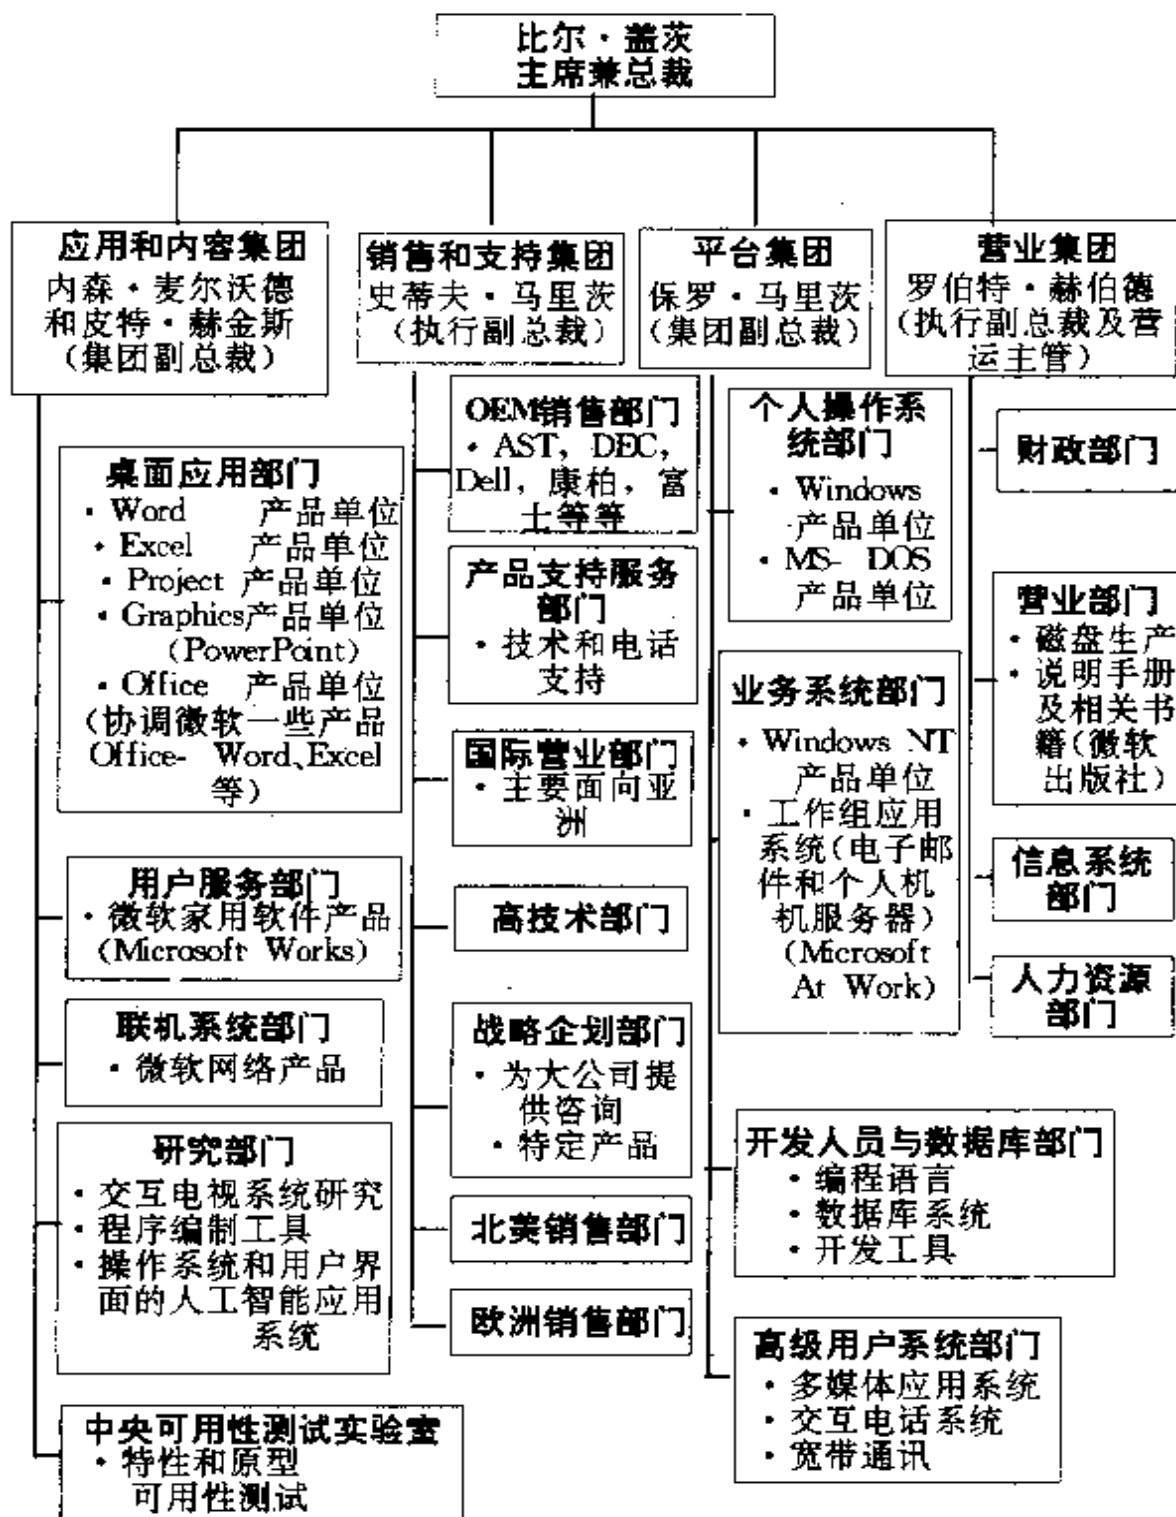 比尔·盖茨
主席兼总裁
应用和内容集团
内森·麦尔沃德
和皮特·赫金斯
(集团副总裁)
桌面应用部门
·Word 产品单位
·Excel 产品单位
·Project 产品单位
·Graphics产品单位
(PowerPoint)
·Office 产品单位
(协调微软一些产品
Office- Word、Excel
等)
用户服务部门
·微软家用软件产品
(Microsoft Works)
联机系统部门
·微软网络产品
研究部门
·交互电视系统研究
·程序编制工具
·操作系统和用户界
面的人工智能应用
系统
中央可用性测试实验室
·特性和原型
可用性测试
销售和支持集团
史蒂夫·马里茨
(执行副总裁)
OEM销售部门
·AST, DEC,
Dell, 康柏, 富
士等等
产品支持服务
部门
·技术和电话
支持
国际营业部门
·主要面向亚
洲
高技术部门
战略企划部门
·为大公司提
供咨询
·特定产品
北美销售部门
欧洲销售部门
平台集团
保罗·马里茨
(集团副总裁)
个人操作系
统部门
·Windows
产品单位
·MS- DOS
产品单位
业务系统部门
·Windows NT
产品单位
·工作组应用
系统(电子邮
件和个人机
机服务器)
(Microsoft
At Work)
开发人员与数据库部门
·编程语言
·数据库系统
·开发工具
高级用户系统部门
·多媒体应用系统
·交互电话系统
·宽带通讯
营业集团
罗伯特·赫伯德
(执行副总裁及营
运主管)
财政部门
营业部门
·磁盘生产
·说明手册
及相关书
籍(微软
出版社)
信息系统
部门
人力资源
部门